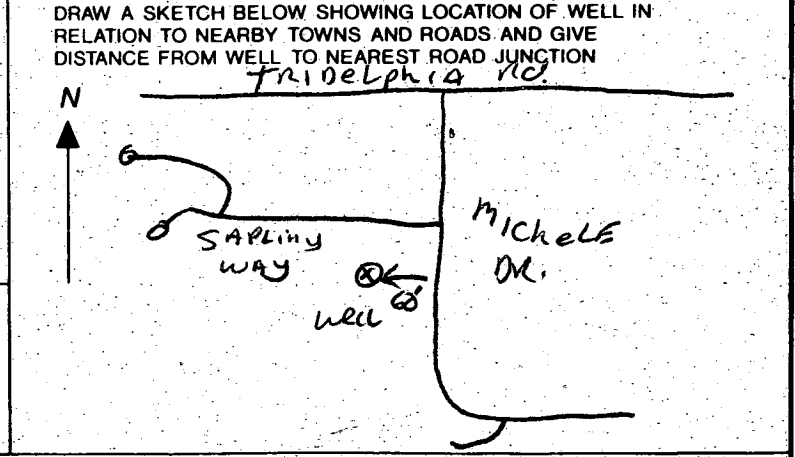 DRAW A SKETCH BELOW SHOWING LOCATION OF WELL IN
RELATION TO NEARBY TOWNS AND ROADS AND GIVE
DISTANCE FROM WELL TO NEAREST ROAD JUNCTION
TRIDELPHIA RD.
N
MICHELE
DR.
SAPLING
WAY
60'
well